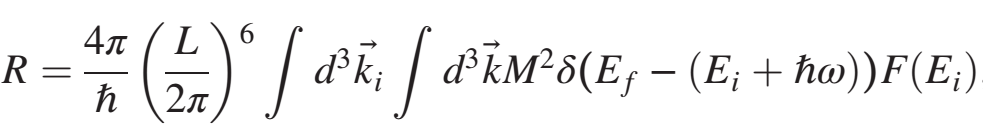 R = \frac{4\pi}{\hbar} \left( \frac{L}{2\pi} \right)^6 \int d^3\vec{k}_i \int d^3\vec{k} M^2 \delta(E_f - (E_i + \hbar\omega)) F(E_i).